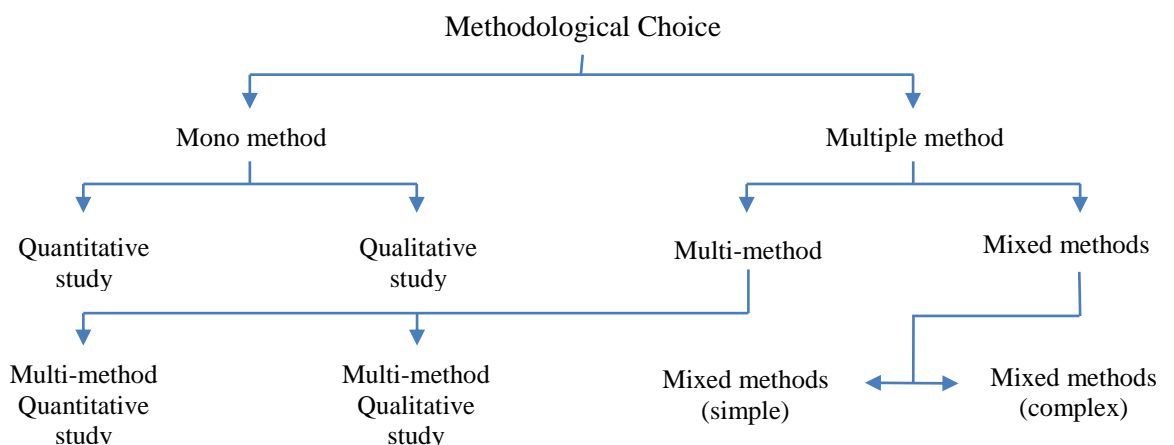 Methodological Choice
Mono method
Multiple method
Quantitative
study
Qualitative
study
Multi-method
Mixed methods
Multi-method
Quantitative
study
Multi-method
Qualitative
study
Mixed methods
(simple)
Mixed methods
(complex)